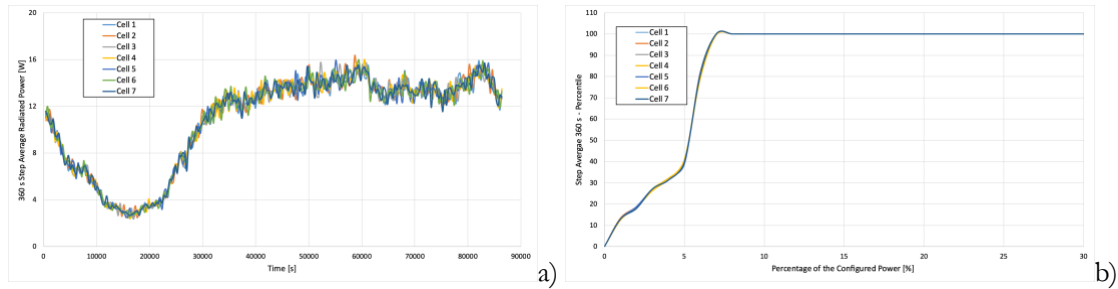 20
16
12
8
4
0
360 s Step Average Radiated Power [W]
Cell 1
Cell 2
Cell 3
Cell 4
Cell 5
Cell 6
Cell 7
0 10000 20000 30000 40000 50000 60000 70000 80000 90000
Time [s]
a)
110
100
90
80
70
60
50
40
30
20
10
0
Step Avergae 360 s - Percentile
Cell 1
Cell 2
Cell 3
Cell 4
Cell 5
Cell 6
Cell 7
0 5 10 15 20 25 30
Percentage of the Configured Power [%]
b)